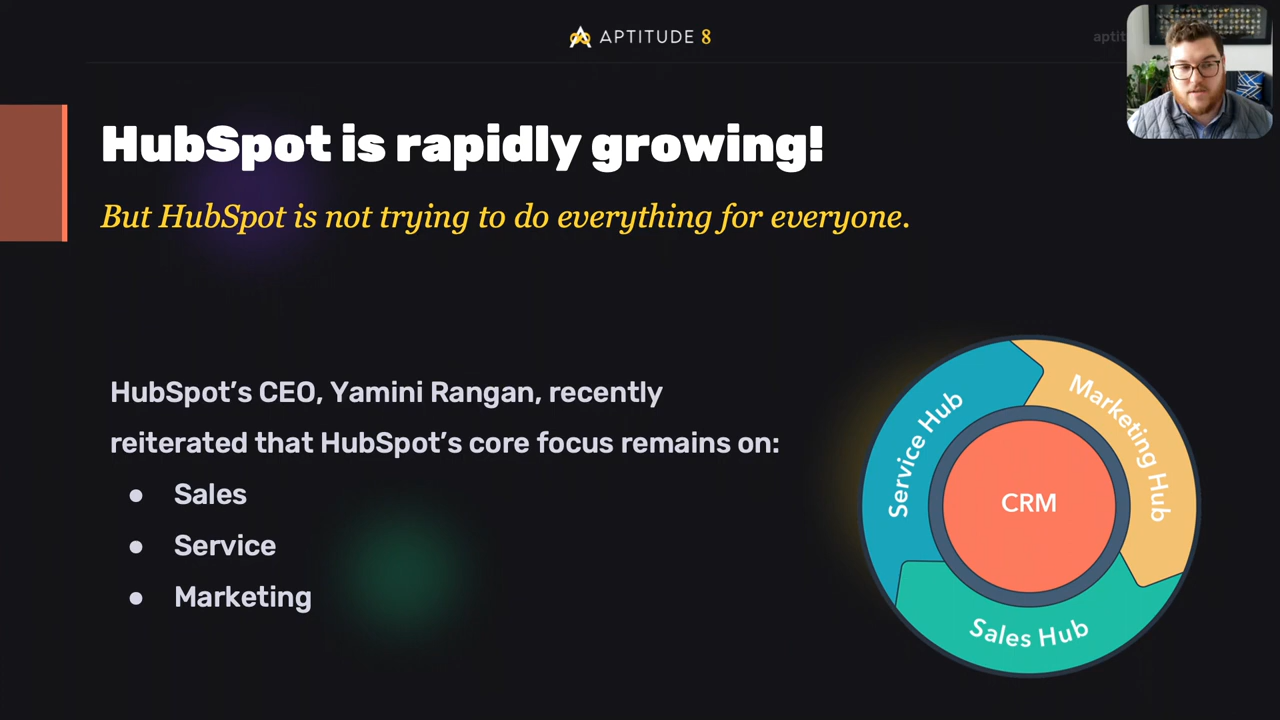 APTITUDE 8
aptit
HubSpot is rapidly growing!
But HubSpot is not trying to do everything for everyone.
HubSpot's CEO, Yamini Rangan, recently
reiterated that HubSpot's core focus remains on:
● Sales
● Service
● Marketing
Service Hub
Marketing Hub
CRM
Sales Hub